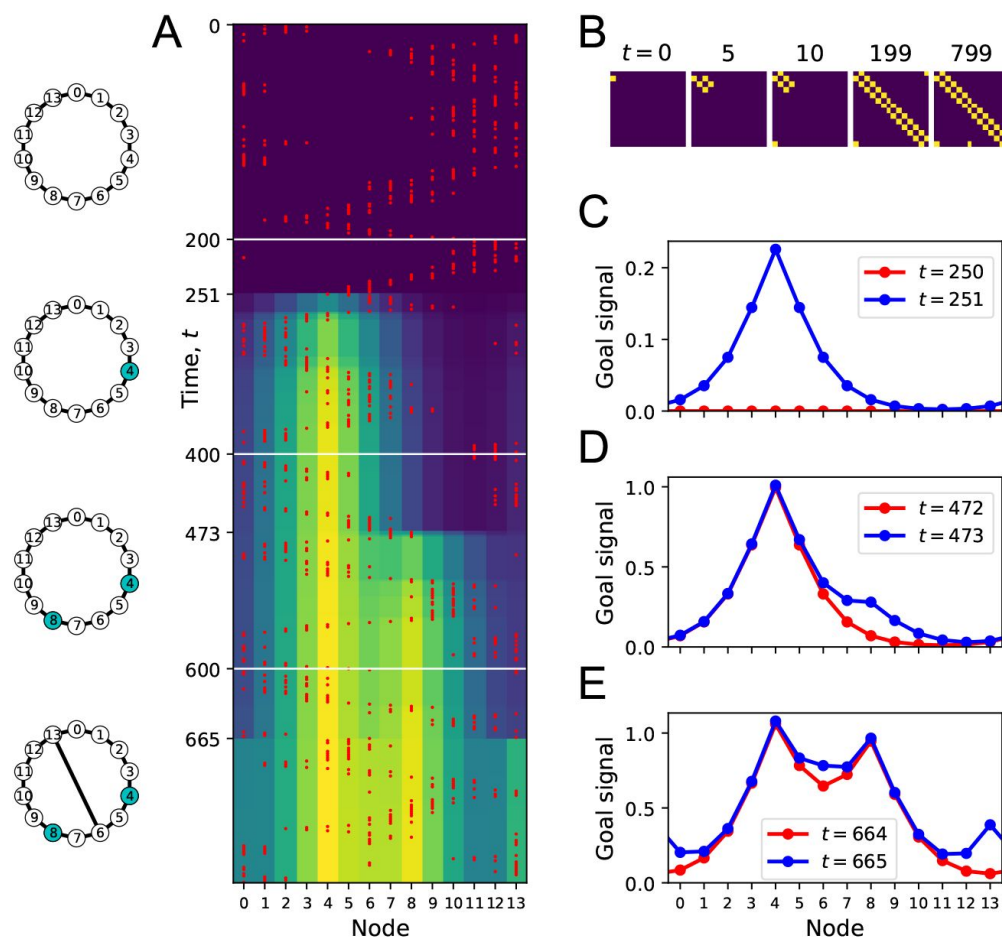 A
0
200
251
400
473
600
665
Time, t
0 1 2 3 4 5 6 7 8 9 10 11 12 13
Node
0 1 2 3 4 5 6 7 8 9 10 11 12 13
0 1 2 3 4 5 6 7 8 9 10 11 12 13
0 1 2 3 4 5 6 7 8 9 10 11 12 13
0 1 2 3 4 5 6 7 8 9 10 11 12 13
B
t = 0 5 10 199 799
C
Goal signal
0.2
0.1
0.0
t = 250
t = 251
D
Goal signal
1.0
0.5
0.0
t = 472
t = 473
E
Goal signal
1.0
0.5
0.0
t = 664
t = 665
0 1 2 3 4 5 6 7 8 9 10 11 12 13
Node